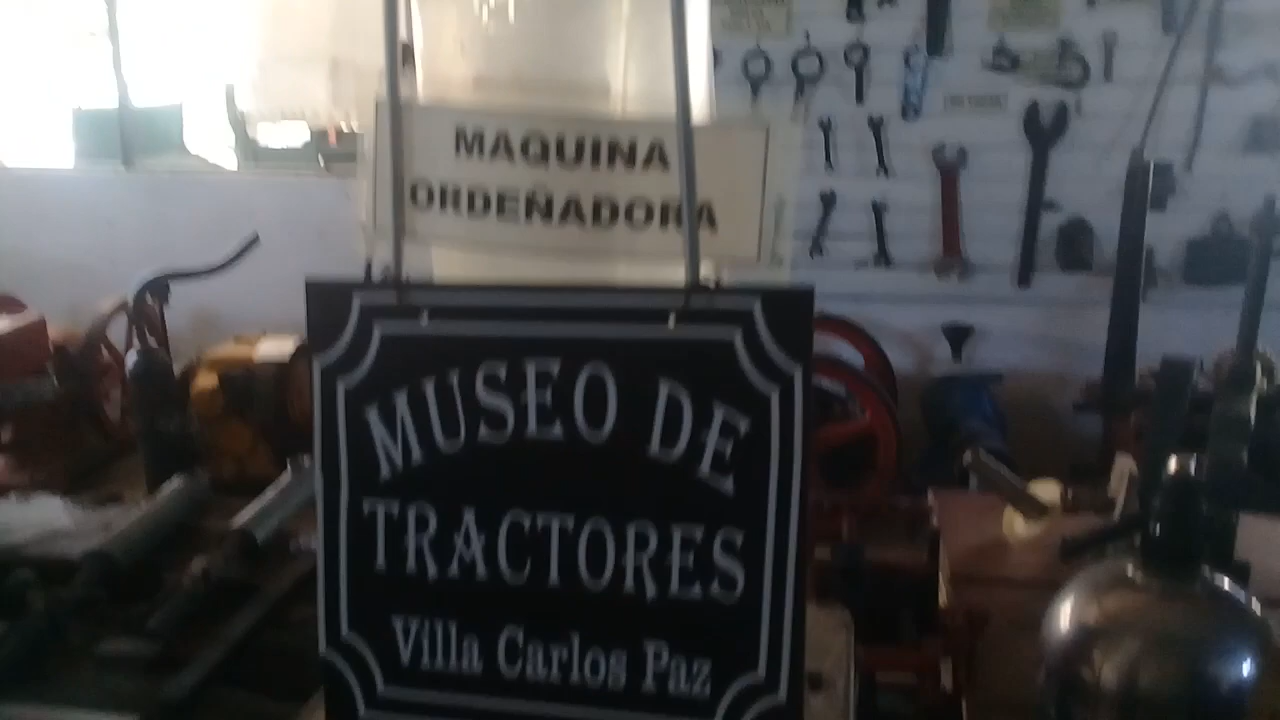 MAQUINA
ORDEÑADORA
MUSEO DE
TRACTORES
Villa Carlos Paz